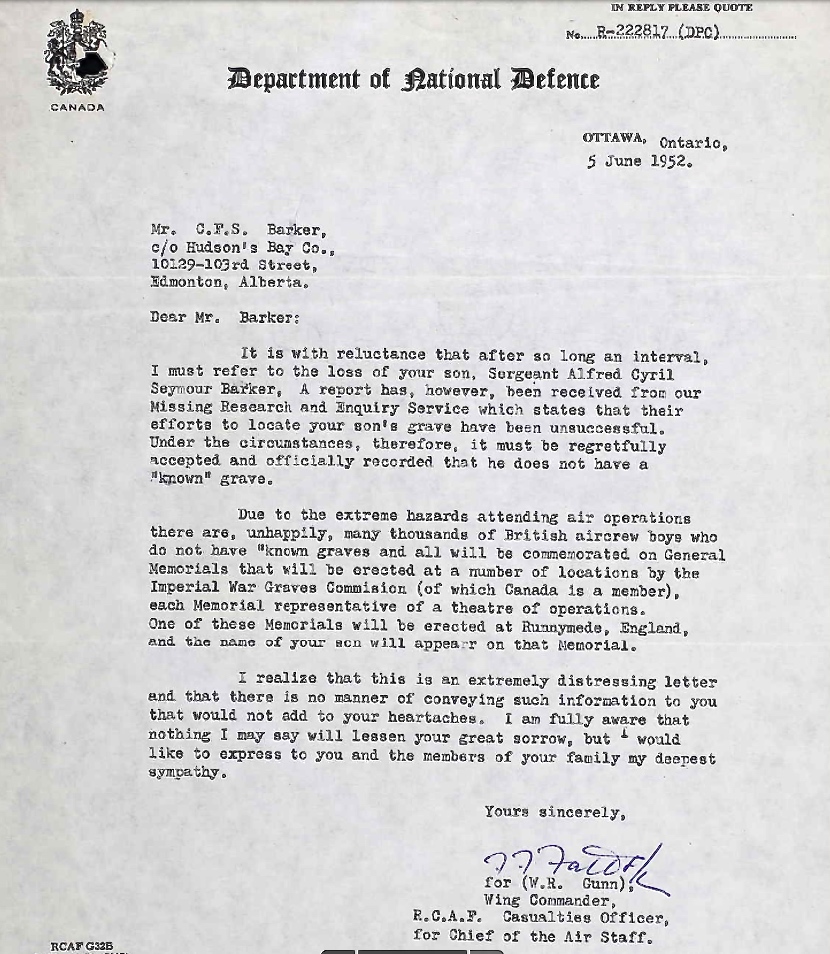 IN REPLY PLEASE QUOTE
No. R-222817 (DPC)
CANADA
Department of National Defence
OTTAWA, Ontario,
5 June 1952.
Mr. C.F.S. Barker,
c/o Hudson's Bay Co.,
10129-103rd Street,
Edmonton, Alberta.
Dear Mr. Barker:
It is with reluctance that after so long an interval,
I must refer to the loss of your son, Sergeant Alfred Cyril
Seymour Barker, A report has, however, been received from our
Missing Research and Enquiry Service which states that their
efforts to locate your son's grave have been unsuccessful.
Under the circumstances, therefore, it must be regretfully
accepted and officially recorded that he does not have a
"known" grave.
Due to the extreme hazards attending air operations
there are, unhappily, many thousands of British aircrew boys who
do not have "known graves and all will be commemorated on General
Memorials that will be erected at a number of locations by the
Imperial War Graves Commision (of which Canada is a member),
each Memorial representative of a theatre of operations.
One of these Memorials will be erected at Runnymede, England,
and the name of your son will appearr on that Memorial.
I realize that this is an extremely distressing letter
and that there is no manner of conveying such information to you
that would not add to your heartaches. I am fully aware that
nothing I may say will lessen your great sorrow, but I would
like to express to you and the members of your family my deepest
sympathy.
Yours sincerely,
for (W.R. Gunn),
Wing Commander,
R.C.A.F. Casualties Officer,
for Chief of the Air Staff.
RCAF G32B